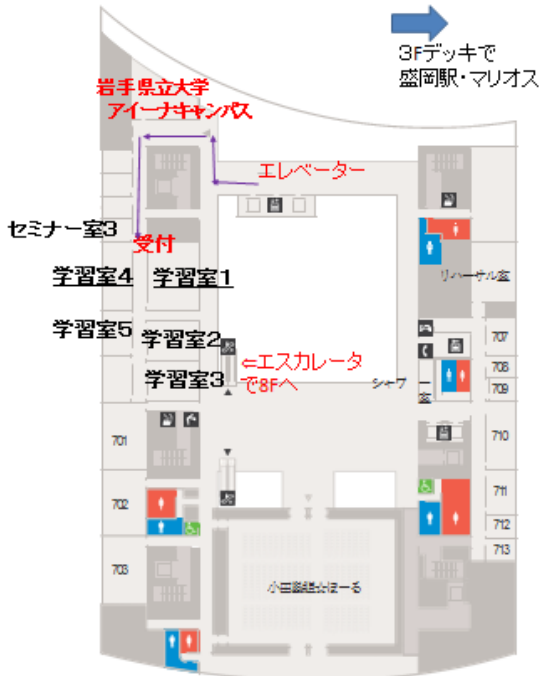 3Fデッキで
盛岡駅・マリオス
岩手県立大学
アイーナキャンパス
エレベーター
セミナー室3
受付
学習室4
学習室1
リハーサル室
学習室5
学習室2
707
⇐エスカレータ
で8Fへ
学習室3
シャワ
ー室
708
709
701
710
702
711
712
713
703
小田島組☆ほーる